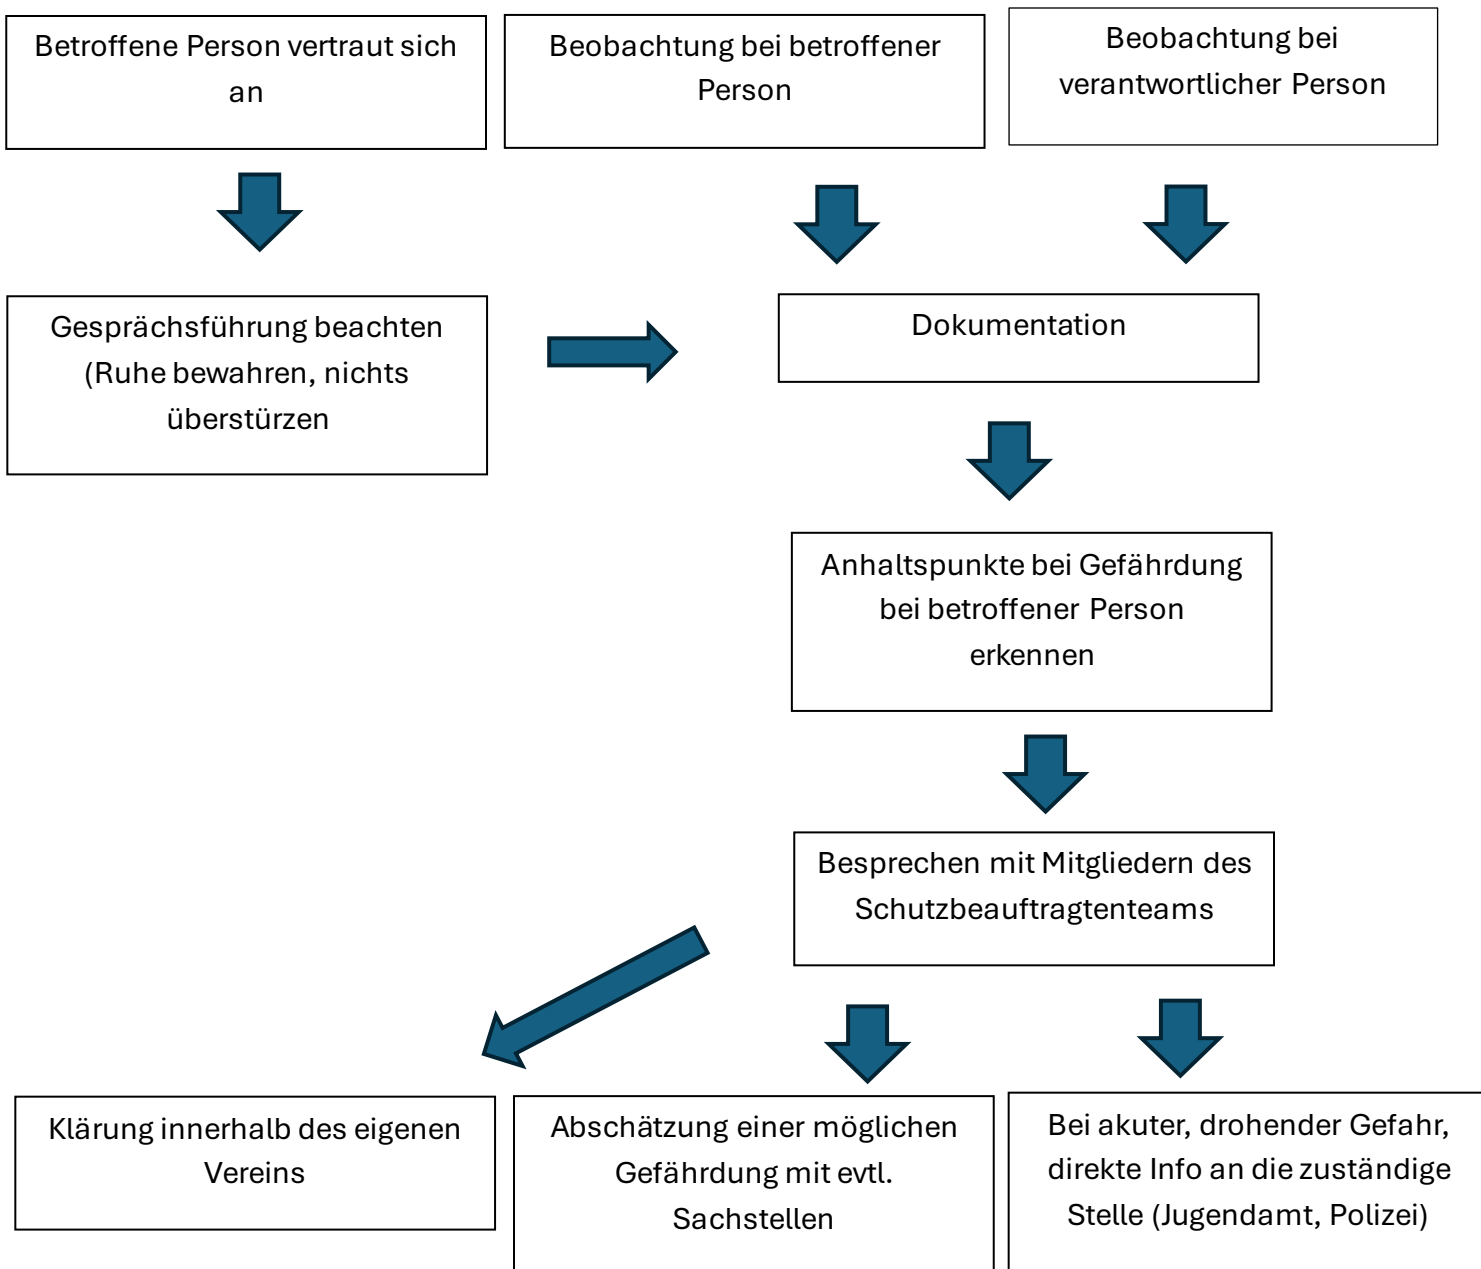 Betroffene Person vertraut sich
an
Beobachtung bei betroffener
Person
Beobachtung bei
verantwortlicher Person
Gesprächsführung beachten
(Ruhe bewahren, nichts
überstürzen
Dokumentation
Anhaltspunkte bei Gefährdung
bei betroffener Person
erkennen
Besprechen mit Mitgliedern des
Schutzbeauftragtenteams
Klärung innerhalb des eigenen
Vereins
Abschätzung einer möglichen
Gefährdung mit evtl.
Sachstellen
Bei akuter, drohender Gefahr,
direkte Info an die zuständige
Stelle (Jugendamt, Polizei)